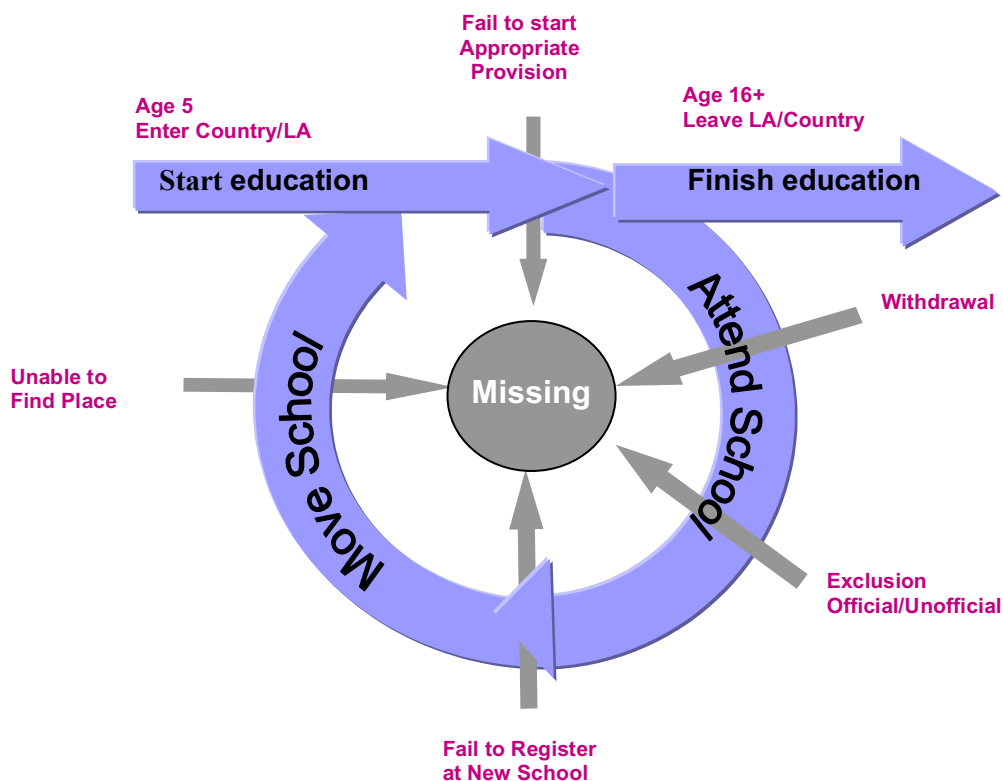 Fail to start
Appropriate
Provision
Age 5
Enter Country/LA
Age 16+
Leave LA/Country
Start education
Finish education
Attend School
Withdrawal
Move School
Unable to
Find Place
Missing
Exclusion
Official/Unofficial
Fail to Register
at New School